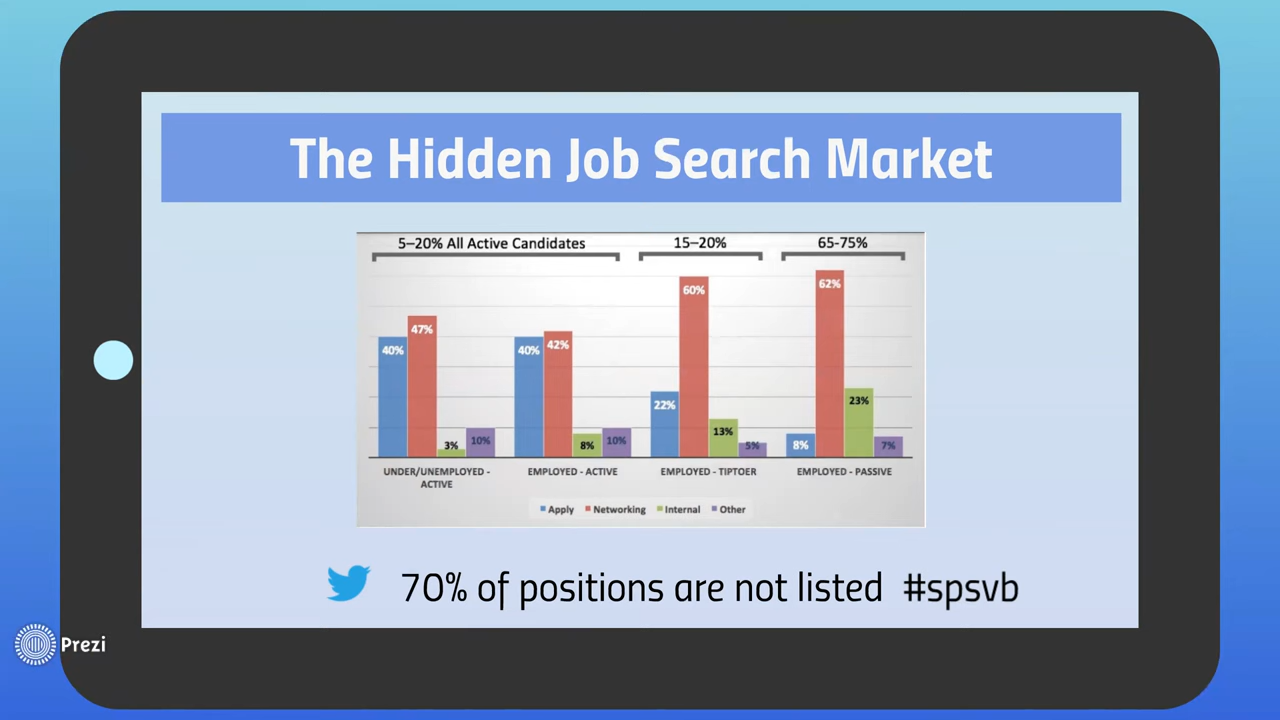 The Hidden Job Search Market
5–20% All Active Candidates
15–20%
65-75%
40%
47%
3%
10%
40%
42%
8%
10%
22%
60%
13%
5%
8%
62%
23%
7%
UNDER/UNEMPLOYED -
ACTIVE
EMPLOYED - ACTIVE
EMPLOYED - TIPTOER
EMPLOYED - PASSIVE
Apply Networking Internal Other
70% of positions are not listed #spsvb
Prezi